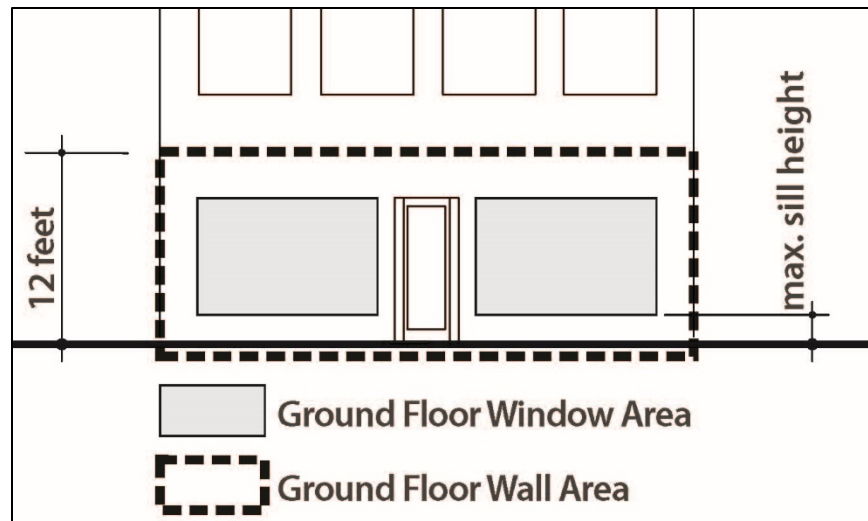 12 feet
max. sill height
Ground Floor Window Area
Ground Floor Wall Area